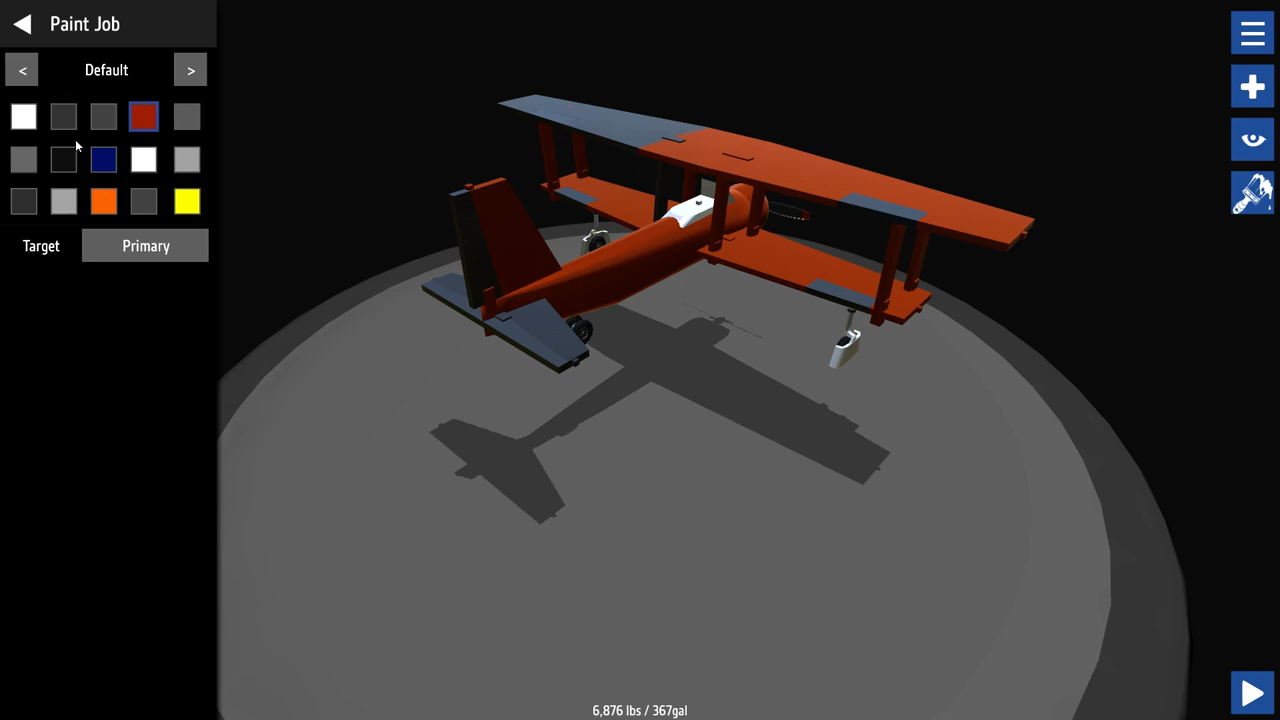 Paint Job
< Default >
Target Primary
6,876 lbs / 367gal